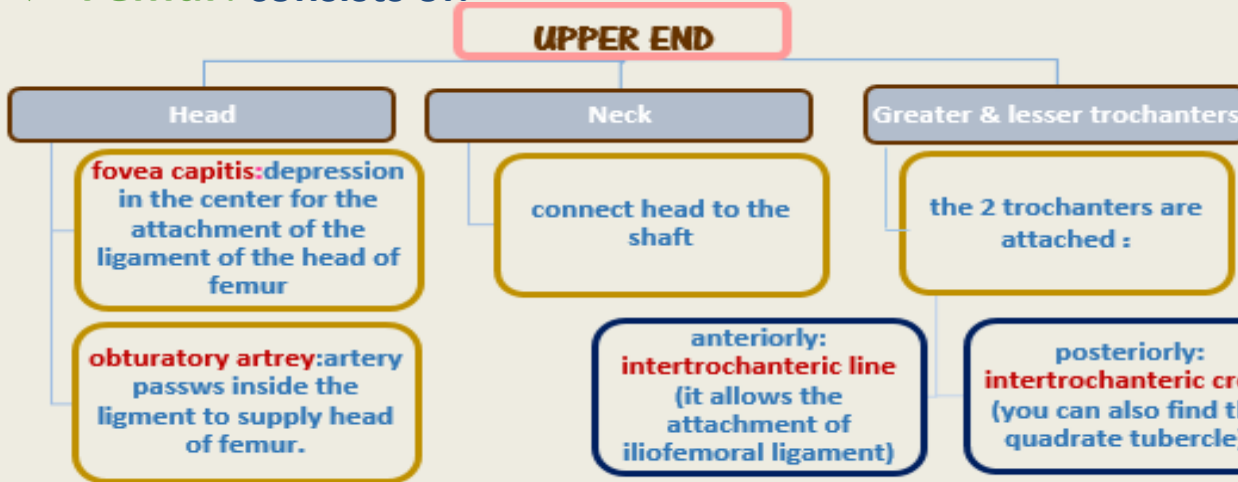 consists of:
UPPER END
Head
Neck
Greater & lesser trochanters
fovea capitis:depression
in the center for the
attachment of the
ligament of the head of
femur
connect head to the
shaft
the 2 trochanters are
attached :
obturatory artrey:artery
passws inside the
ligment to supply head
of femur.
anteriorly:
intertrochanteric line
(it allows the
attachment of
iliofemoral ligament)
posteriorly:
intertrochanteric
(you can also find
quadrate tubercle